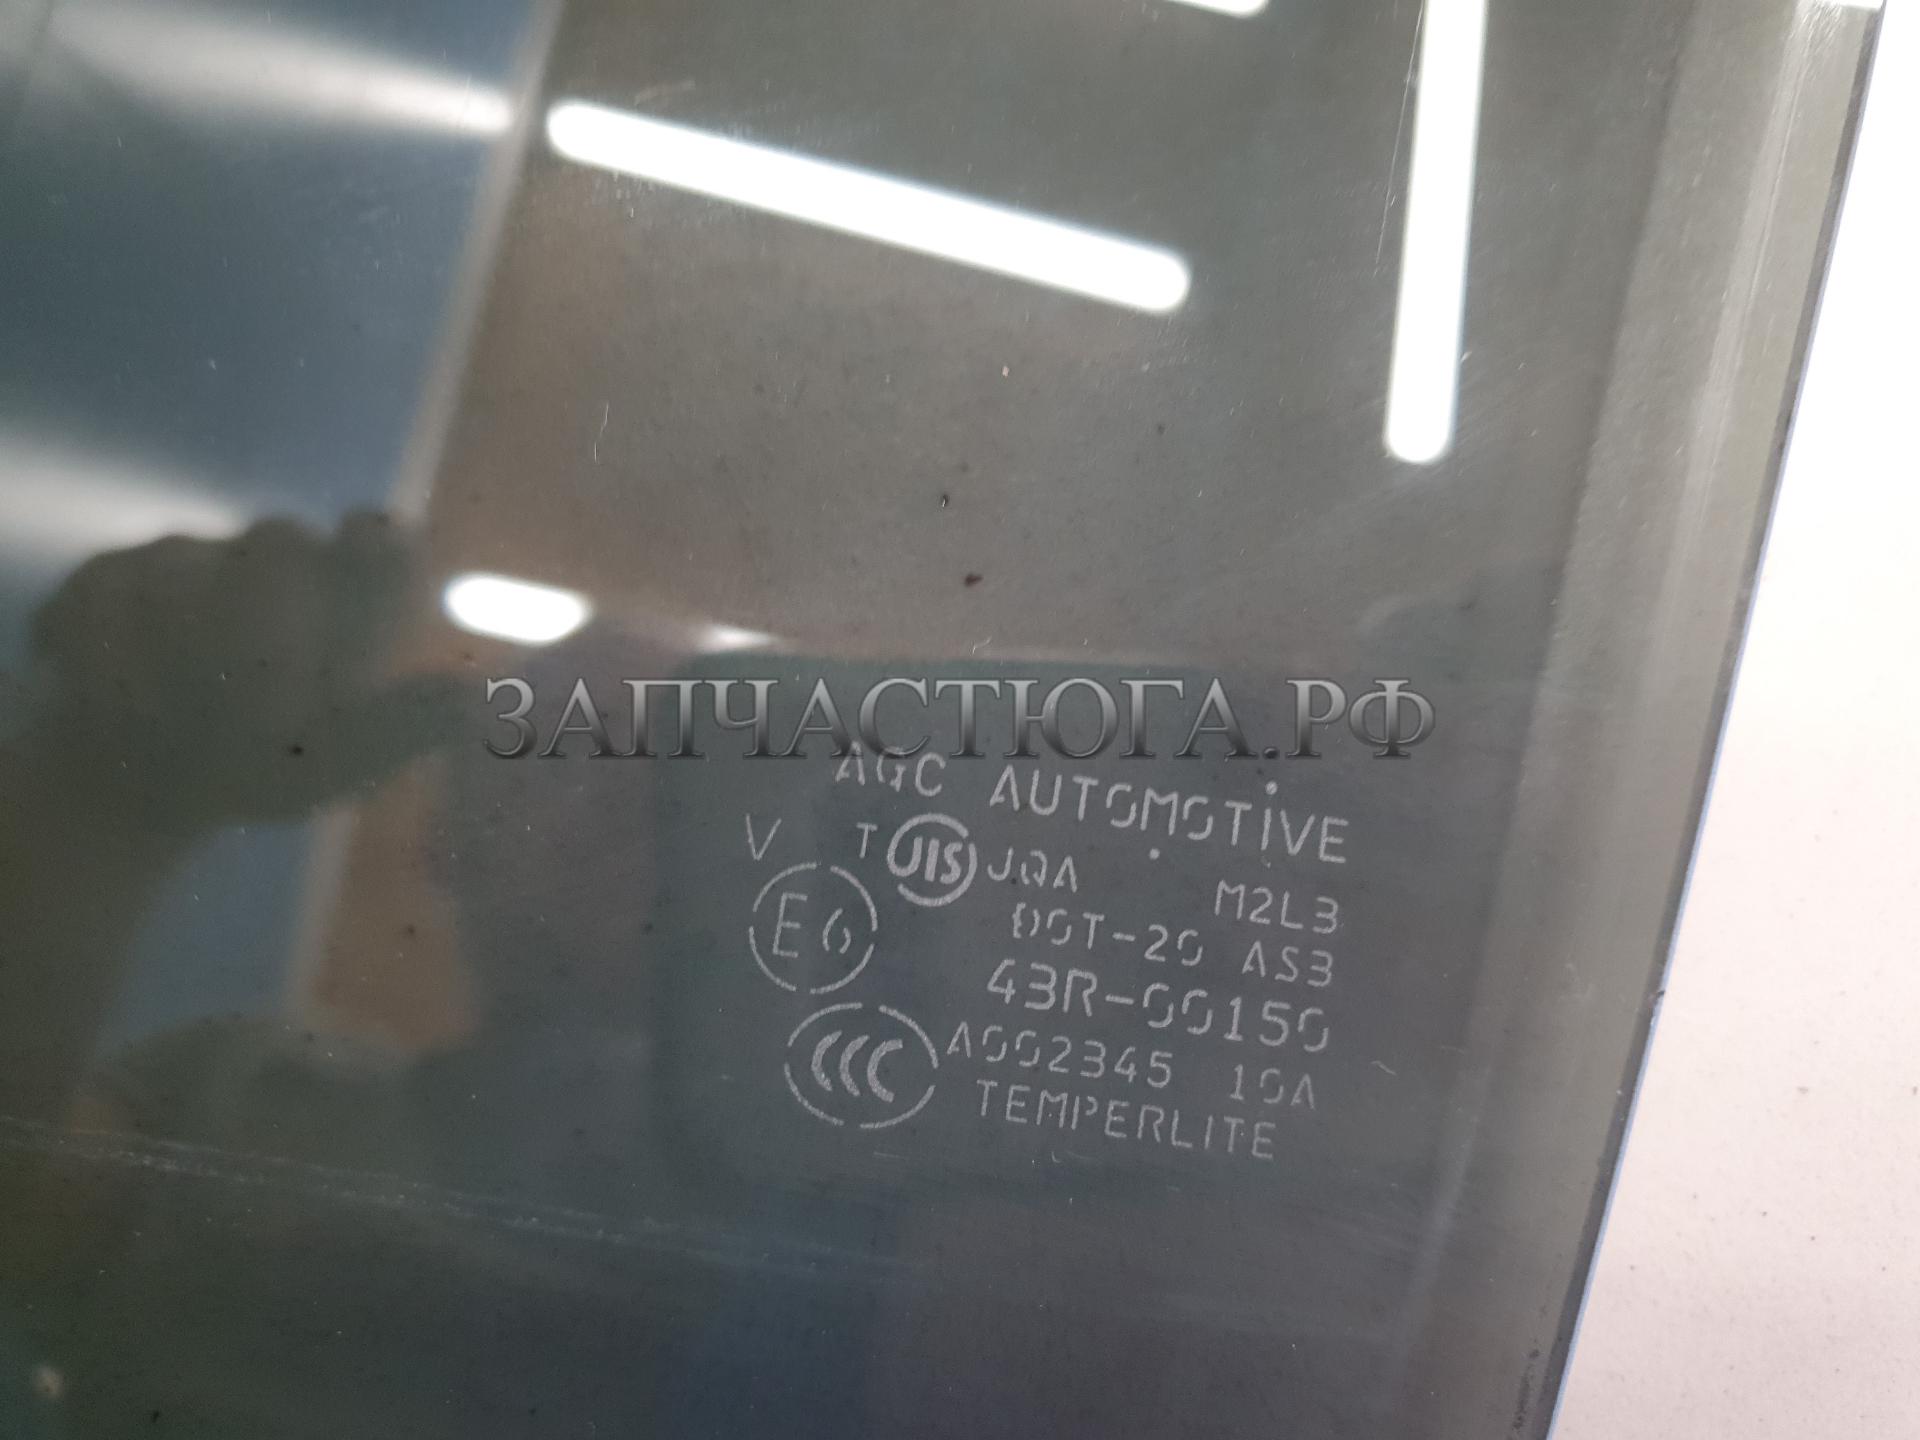 ЗАПЧАСТЮГА.РФ
AGC AUTOMOTIVE
V T JIS JQA M2L3
E6 DOT-20 AS3
43R-00150
CCC A002345 10A
TEMPERLITE